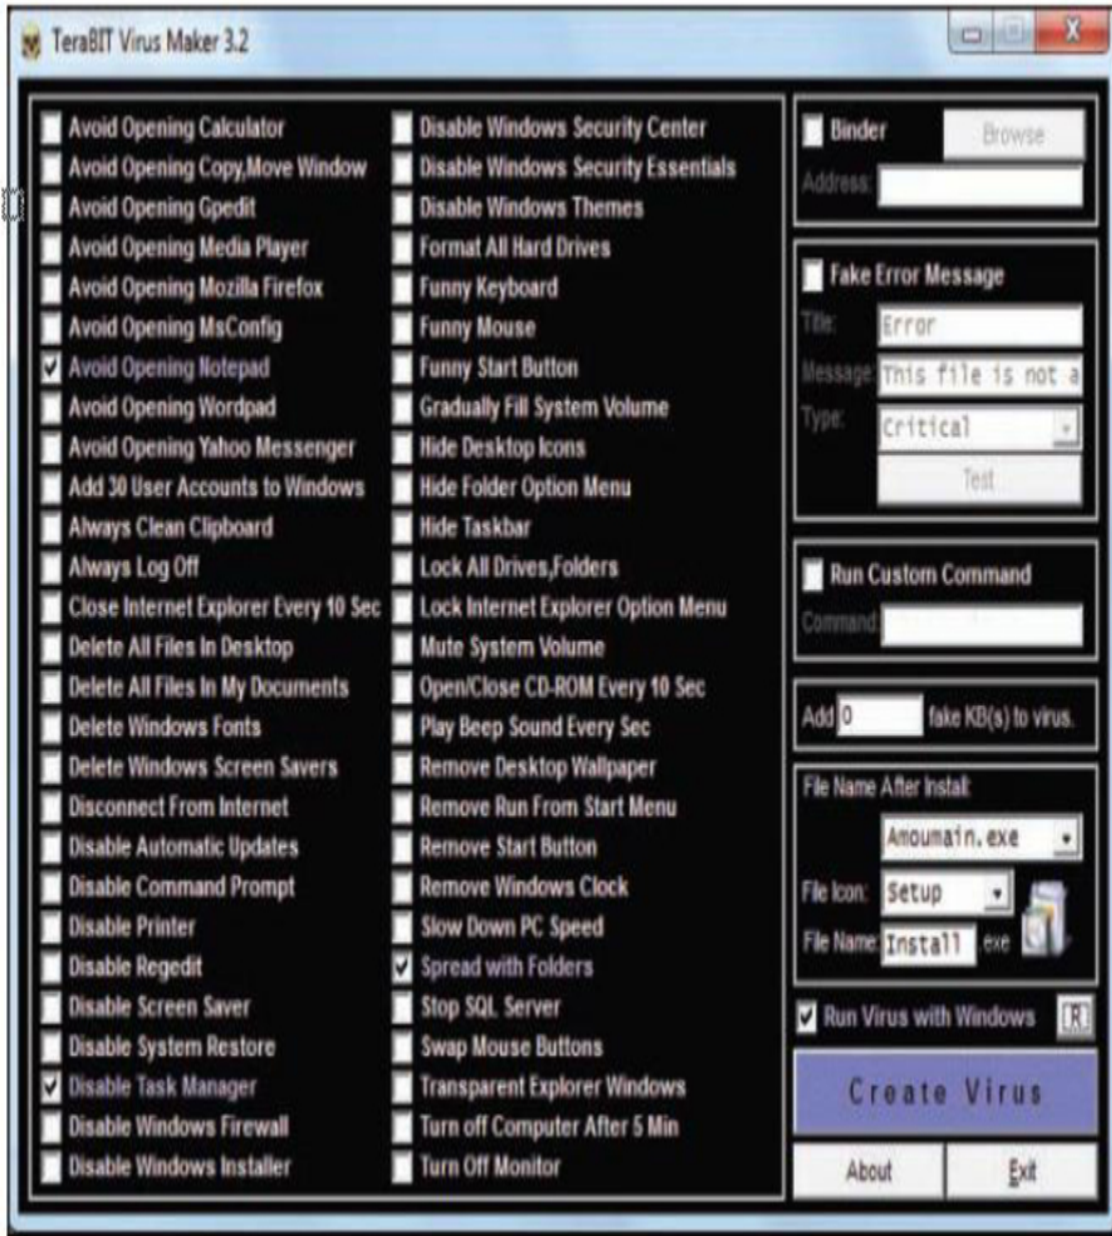 TeraBIT Virus Maker 3.2
Avoid Opening Calculator
Avoid Opening Copy,Move Window
Avoid Opening Gpedit
Avoid Opening Media Player
Avoid Opening Mozilla Firefox
Avoid Opening MsConfig
Avoid Opening Notepad
Avoid Opening Wordpad
Avoid Opening Yahoo Messenger
Add 30 User Accounts to Windows
Always Clean Clipboard
Always Log Off
Close Internet Explorer Every 10 Sec
Delete All Files In Desktop
Delete All Files In My Documents
Delete Windows Fonts
Delete Windows Screen Savers
Disconnect From Internet
Disable Automatic Updates
Disable Command Prompt
Disable Printer
Disable Regedit
Disable Screen Saver
Disable System Restore
Disable Task Manager
Disable Windows Firewall
Disable Windows Installer
Disable Windows Security Center
Disable Windows Security Essentials
Disable Windows Themes
Format All Hard Drives
Funny Keyboard
Funny Mouse
Funny Start Button
Gradually Fill System Volume
Hide Desktop Icons
Hide Folder Option Menu
Hide Taskbar
Lock All Drives,Folders
Lock Internet Explorer Option Menu
Mute System Volume
Open/Close CD-ROM Every 10 Sec
Play Beep Sound Every Sec
Remove Desktop Wallpaper
Remove Run From Start Menu
Remove Start Button
Remove Windows Clock
Slow Down PC Speed
Spread with Folders
Stop SQL Server
Swap Mouse Buttons
Transparent Explorer Windows
Turn off Computer After 5 Min
Turn Off Monitor
Binder Browse
Address:
Fake Error Message
Title: Error
Message: This file is not a
Type: Critical
Test
Run Custom Command
Command:
Add 0 fake KB(s) to virus.
File Name After Install:
Amoumain.exe
File Icon: Setup
File Name: Install .exe
Run Virus with Windows R
Create Virus
About Exit